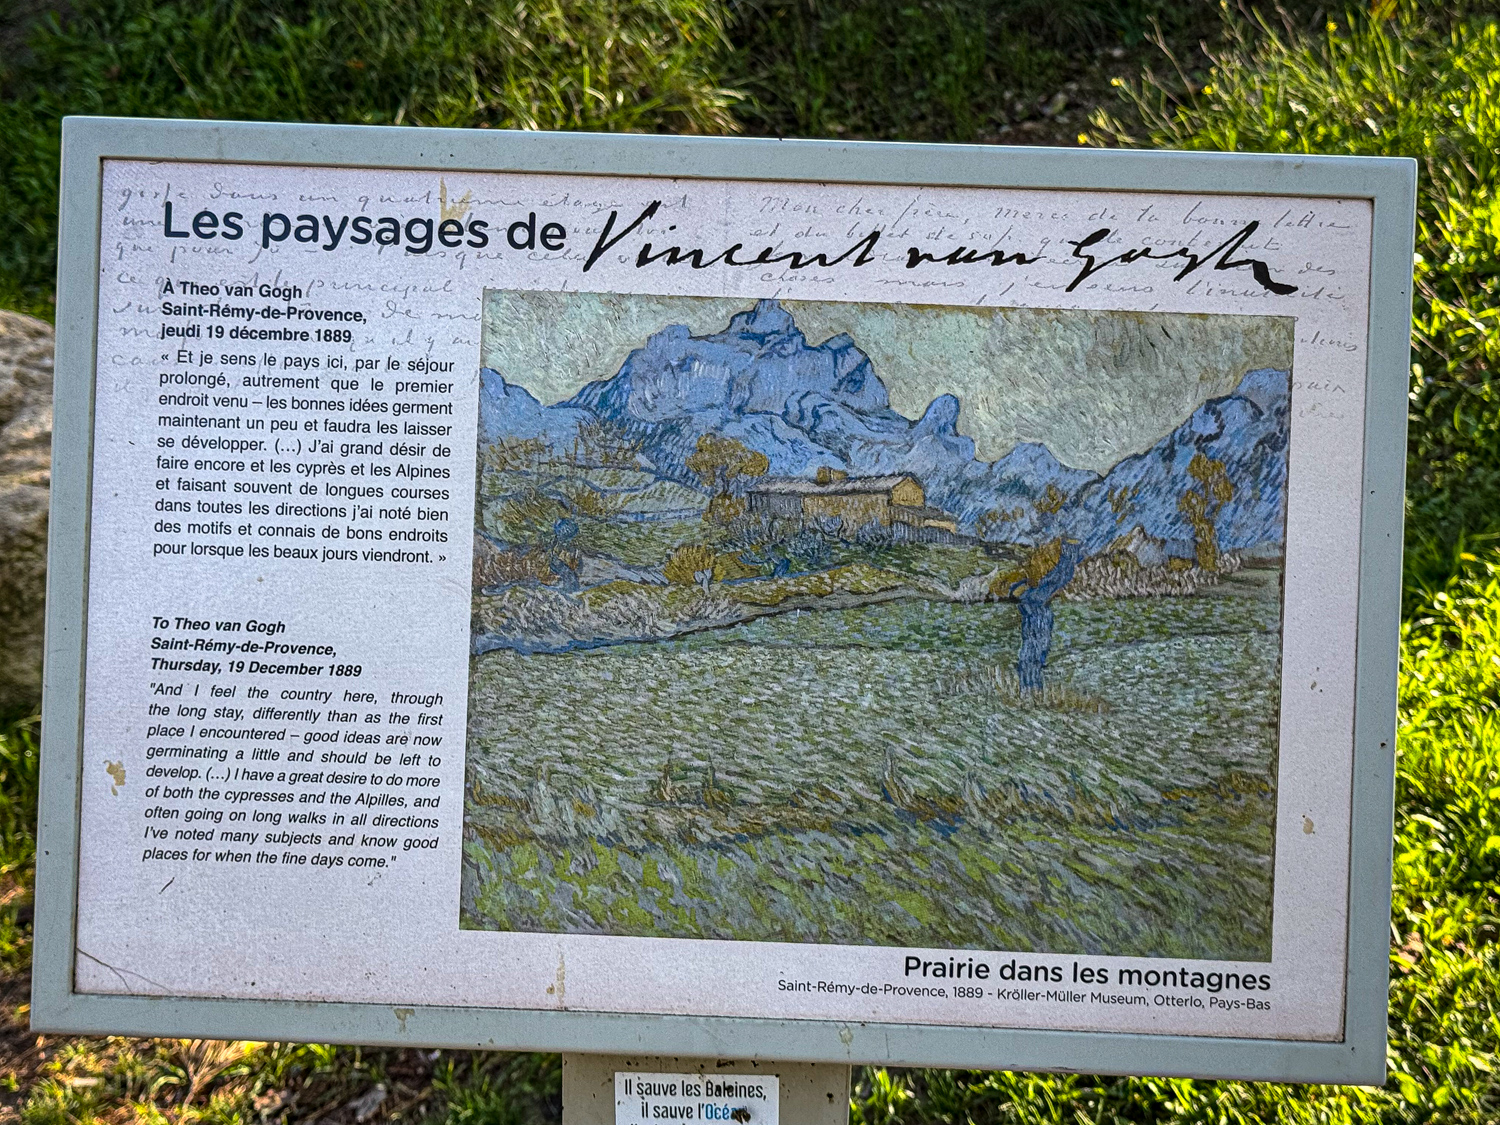 Les paysages de Vincent van Gogh
À Theo van Gogh
Saint-Rémy-de-Provence,
jeudi 19 décembre 1889
« Et je sens le pays ici, par le séjour
prolongé, autrement que le premier
endroit venu – les bonnes idées germent
maintenant un peu et faudra les laisser
se développer. (…) J’ai grand désir de
faire encore et les cyprès et les Alpines
et faisant souvent de longues courses
dans toutes les directions j’ai noté bien
des motifs et connais de bons endroits
pour lorsque les beaux jours viendront. »
To Theo van Gogh
Saint-Rémy-de-Provence,
Thursday, 19 December 1889
"And I feel the country here, through
the long stay, differently than as the first
place I encountered – good ideas are now
germinating a little and should be left to
develop. (…) I have a great desire to do more
of both the cypresses and the Alpilles, and
often going on long walks in all directions
I’ve noted many subjects and know good
places for when the fine days come."
Prairie dans les montagnes
Saint-Rémy-de-Provence, 1889 - Kröller-Müller Museum, Otterlo, Pays-Bas
Il sauve les Baleines,
il sauve l’Océan